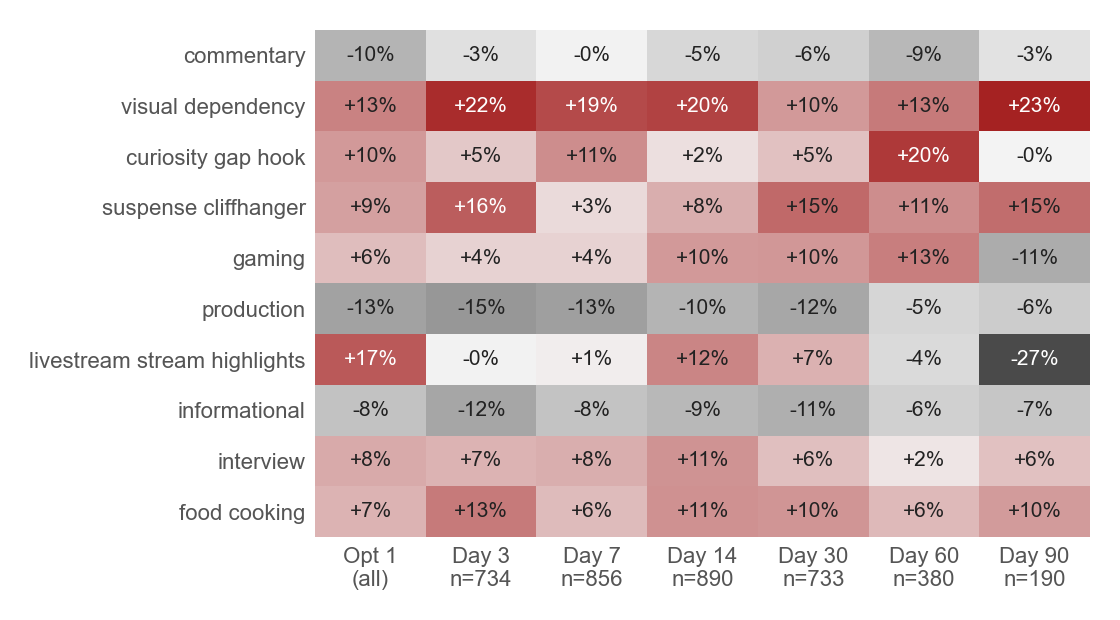 commentary -10% -3% -0% -5% -6% -9% -3%
visual dependency +13% +22% +19% +20% +10% +13% +23%
curiosity gap hook +10% +5% +11% +2% +5% +20% -0%
suspense cliffhanger +9% +16% +3% +8% +15% +11% +15%
gaming +6% +4% +4% +10% +10% +13% -11%
production -13% -15% -13% -10% -12% -5% -6%
livestream stream highlights +17% -0% +1% +12% +7% -4% -27%
informational -8% -12% -8% -9% -11% -6% -7%
interview +8% +7% +8% +11% +6% +2% +6%
food cooking +7% +13% +6% +11% +10% +6% +10%
Opt 1 Day 3 Day 7 Day 14 Day 30 Day 60 Day 90
(all) n=734 n=856 n=890 n=733 n=380 n=190